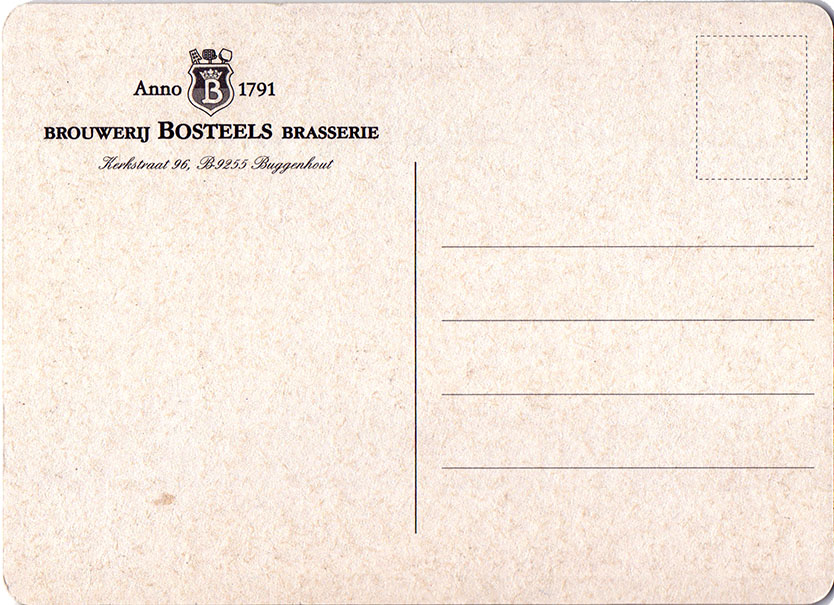 Anno B 1791
BROUWERIJ BOSTEELS BRASSERIE
Kerkstraat 96, B-9255 Buggenhout